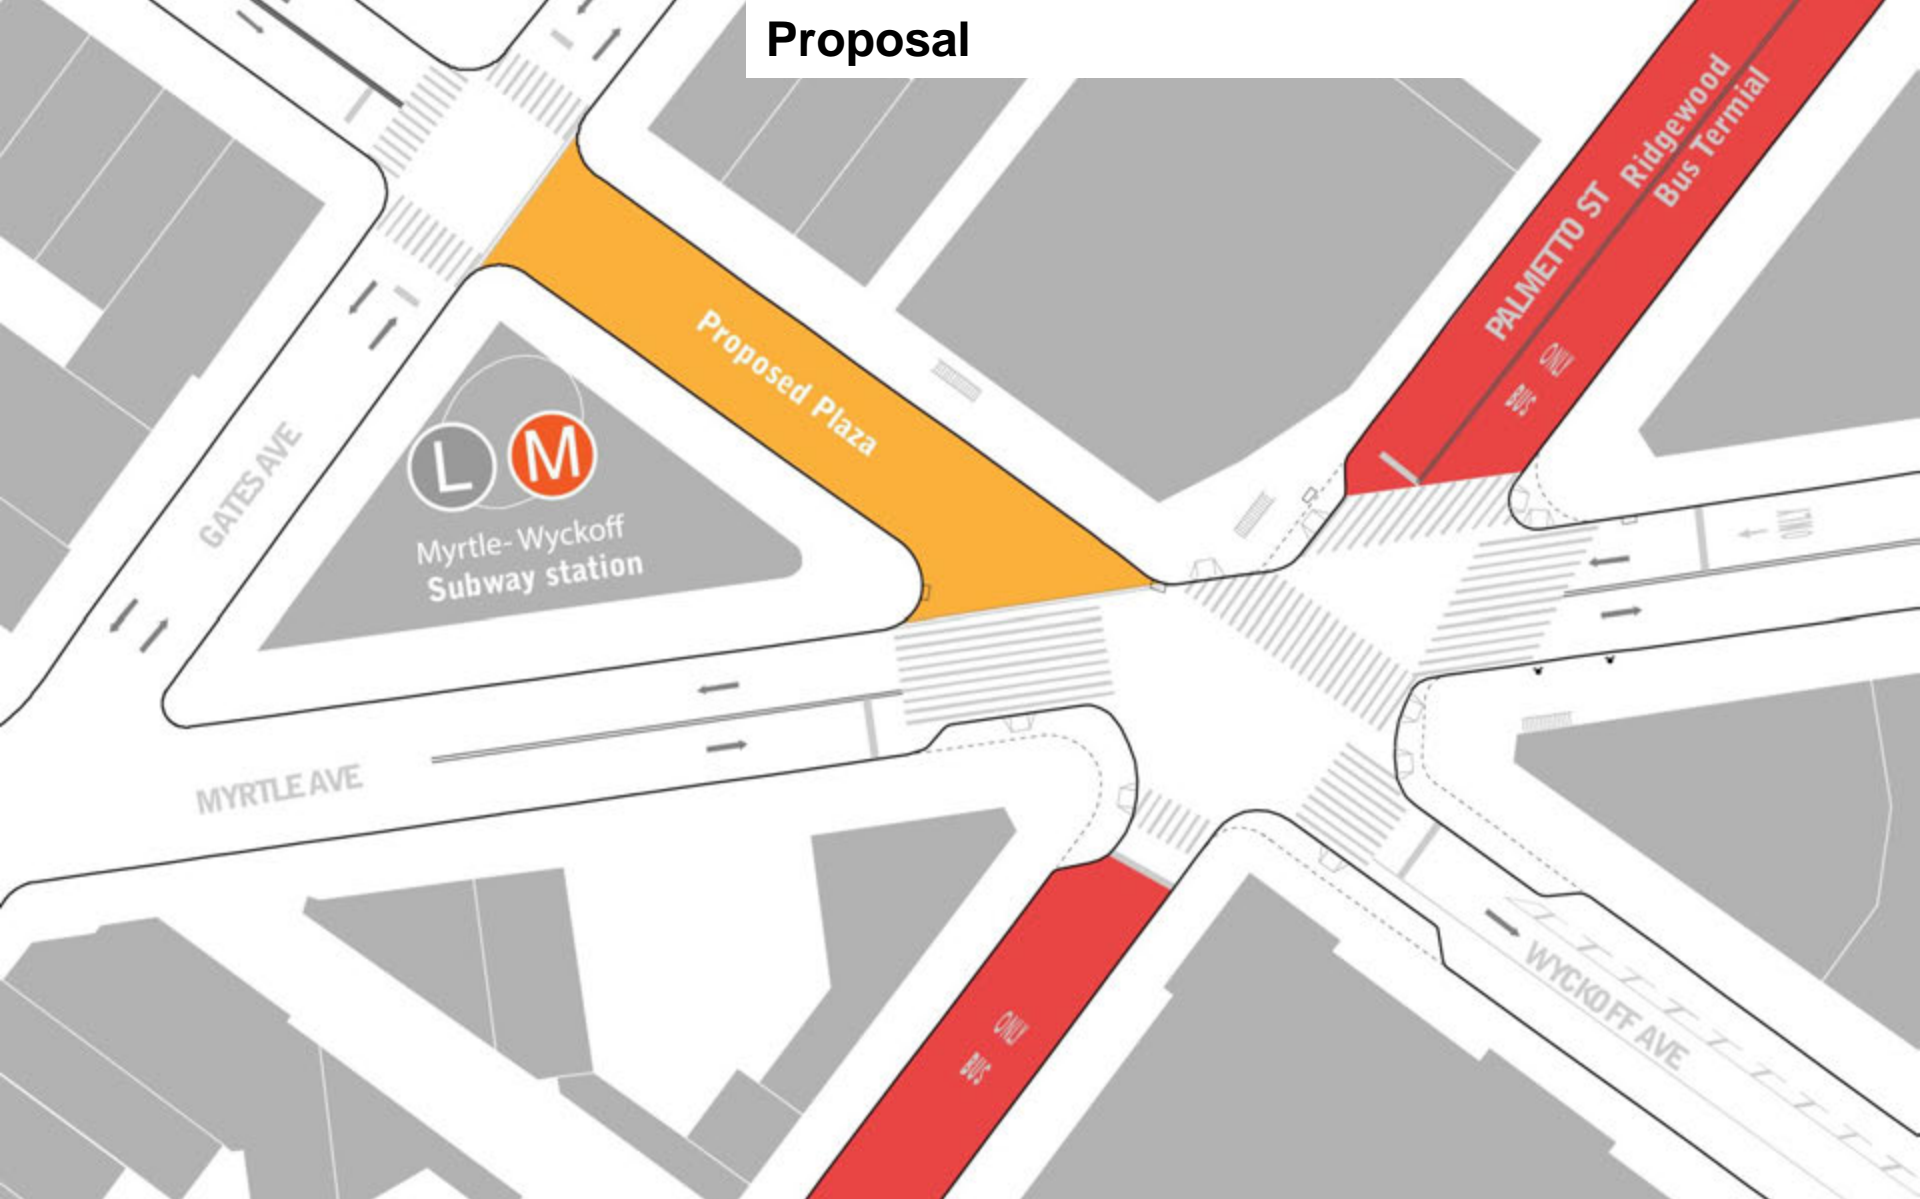 Proposal
Ridgewood
Bus Termial
PALMETTO ST
ONLY
BUS
Proposed Plaza
L M
Myrtle-Wyckoff
Subway station
GATES AVE
MYRTLE AVE
WYCKOFF AVE
ONLY
BUS